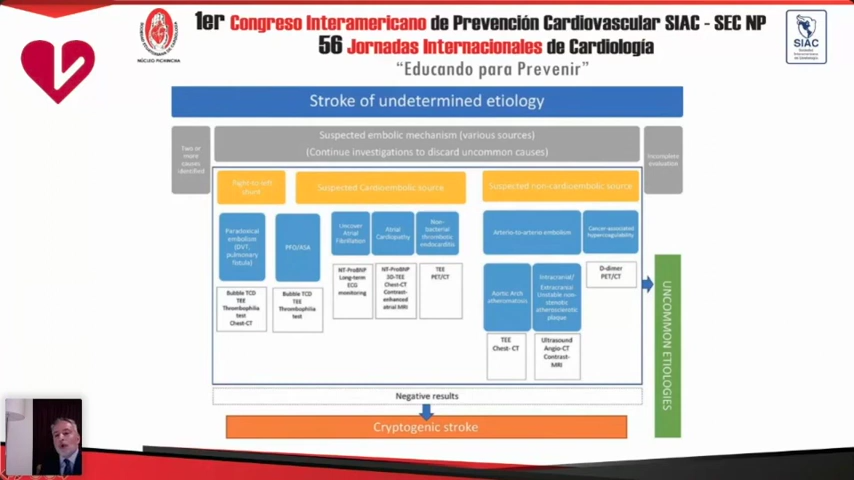 1er Congreso Interamericano de Prevención Cardiovascular SIAC - SEC NP
56 Jornadas Internacionales de Cardiología
“Educando para Prevenir”
NÚCLEO PICHINCHA
SIAC
Stroke of undetermined etiology
Two or
more
causes
identified
Suspected embolic mechanism (various sources)
(Continue investigations to discard uncommon causes)
Incomplete
evaluation
Right-to-left
shunt
Suspected Cardioembolic source
Suspected non-cardioembolic source
Paradoxical
embolism
(DVT,
pulmonary
fistula)
PFO/ASA
Uncover
Atrial
Fibrillation
Atrial
Cardiopathy
Non-
bacterial
thrombotic
endocarditis
Arterio-to-arterio embolism
Cancer-associated
hypercoagulability
Bubble TCD
TEE
Thrombophilia
test
Chest-CT
Bubble TCD
TEE
Thrombophilia
test
NT-ProBNP
Long-term
ECG
monitoring
NT-ProBNP
3D-TEE
Chest-CT
Contrast-
enhanced
atrial MRI
TEE
PET/CT
Aortic Arch
atheromatosis
Intracranial/
Extracranial
Unstable non-
stenotic
atherosclerotic
plaque
D-dimer
PET/CT
TEE
Chest- CT
Ultrasound
Angio-CT
Contrast-
MRI
UNCOMMON ETIOLOGIES
Negative results
Cryptogenic stroke